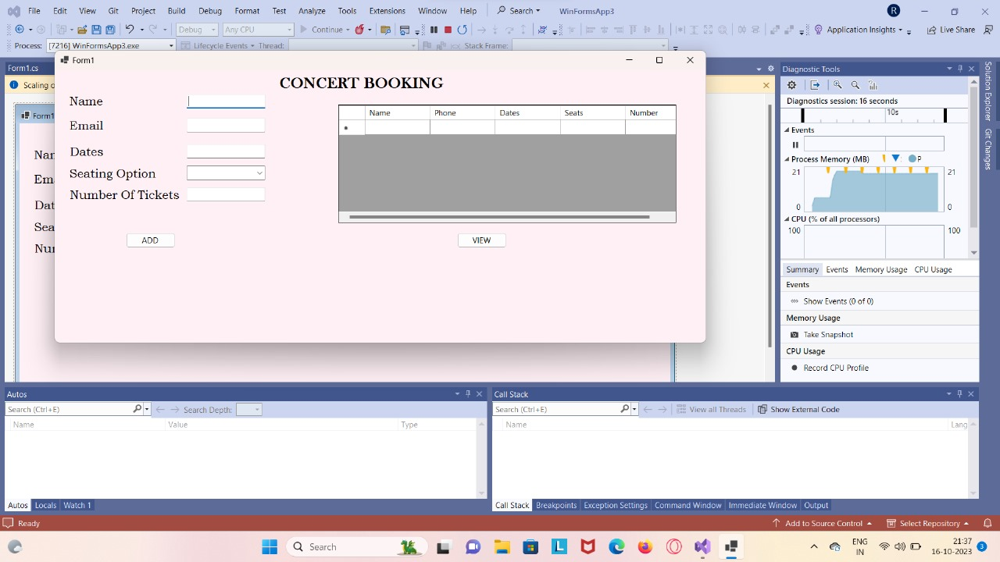 File Edit View Git Project Build Debug Format Test Analyze Tools Extensions Window Help Search WinFormsApp3 R
Debug Any CPU Continue Application Insights Live Share
Process: [7216] WinFormsApp3.exe Lifecycle Events Thread: Stack Frame:
Form1.cs
Form1
Scaling o
CONCERT BOOKING
Name
Email
Dates
Seating Option
Number Of Tickets
ADD
Name Phone Dates Seats Number
VIEW
Form1
Nan
Em
Dat
Sea
Nu
Diagnostic Tools
Diagnostics session: 16 seconds
10s
Events
Process Memory (MB) P
21 21
0 0
CPU (% of all processors)
100 100
Summary Events Memory Usage CPU Usage
Events
Show Events (0 of 0)
Memory Usage
Take Snapshot
CPU Usage
Record CPU Profile
Solution Explorer
Git Changes
Autos
Search (Ctrl+E) Search Depth:
Name Value Type
Autos Locals Watch 1
Call Stack
Search (Ctrl+E) View all Threads Show External Code
Name Lang
Call Stack Breakpoints Exception Settings Command Window Immediate Window Output
Ready Add to Source Control Select Repository
Search
L
ENG
IN
21:37
16-10-2023
3